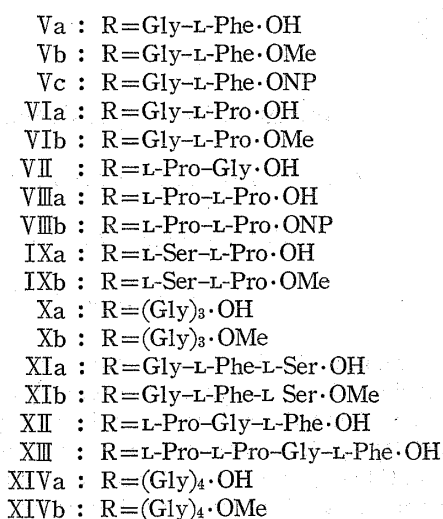 Va : R=Gly–L-Phe·OH
Vb : R=Gly–L-Phe·OMe
Vc : R=Gly–L-Phe·ONP
VIa : R=Gly–L-Pro·OH
VIb : R=Gly–L-Pro·OMe
VⅡ : R=L-Pro–Gly·OH
VⅢa : R=L-Pro–L-Pro·OH
VⅢb : R=L-Pro–L-Pro·ONP
IXa : R=L-Ser–L-Pro·OH
IXb : R=L-Ser–L-Pro·OMe
Xa : R=(Gly)₃·OH
Xb : R=(Gly)₃·OMe
XIa : R=Gly–L-Phe-L-Ser·OH
XIb : R=Gly–L-Phe-L Ser·OMe
XⅡ : R=L-Pro–Gly–L-Phe·OH
XⅢ : R=L-Pro–L-Pro–Gly–L-Phe·OH
XIVa : R=(Gly)₄·OH
XIVb : R=(Gly)₄·OMe